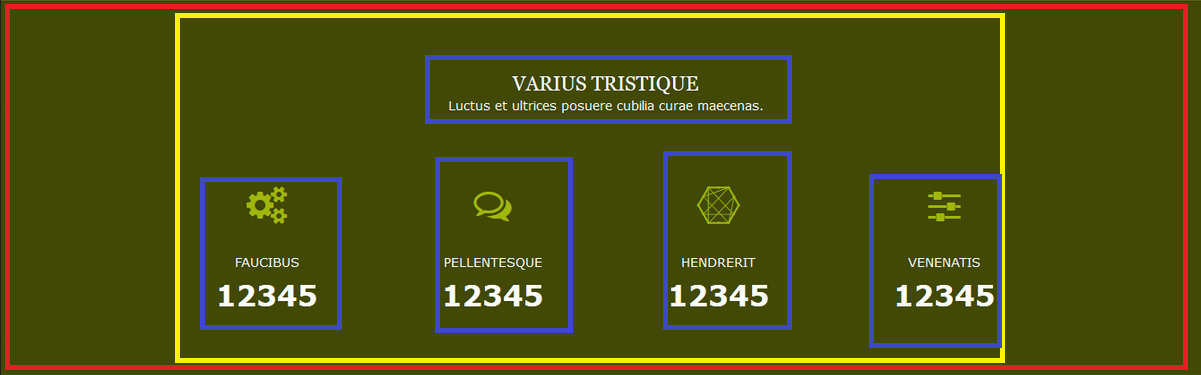 VARIUS TRISTIQUE
Luctus et ultrices posuere cubilia curae maecenas.
FAUCIBUS
12345
PELLENTESQUE
12345
HENDRERIT
12345
VENENATIS
12345